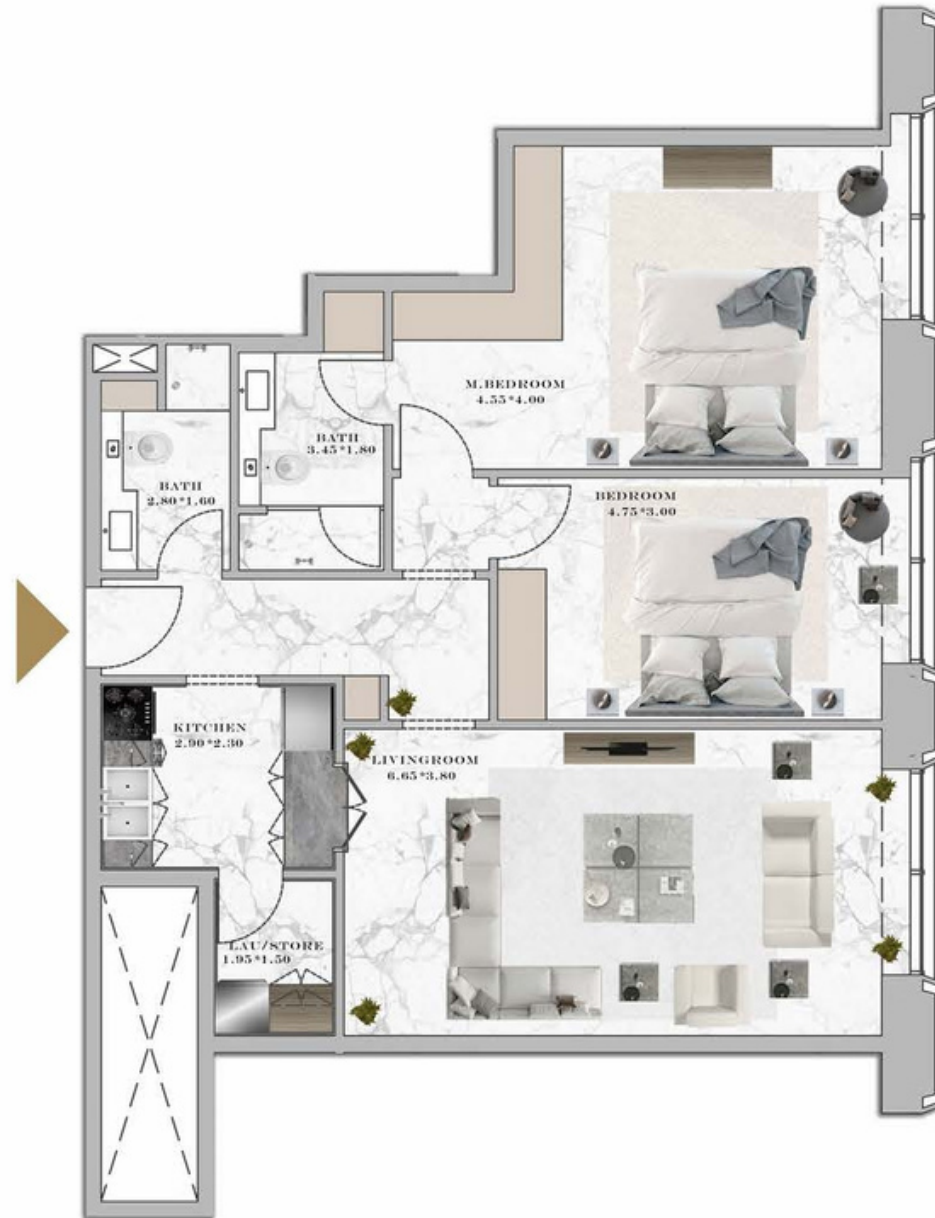 M.BEDROOM
4.55*4.00
BATH
3.45*1.80
BATH
2.80*1.60
BEDROOM
4.75*3.00
KITCHEN
2.90*2.30
LIVINGROOM
6.65*3.80
LAU/STORE
1.95*1.50